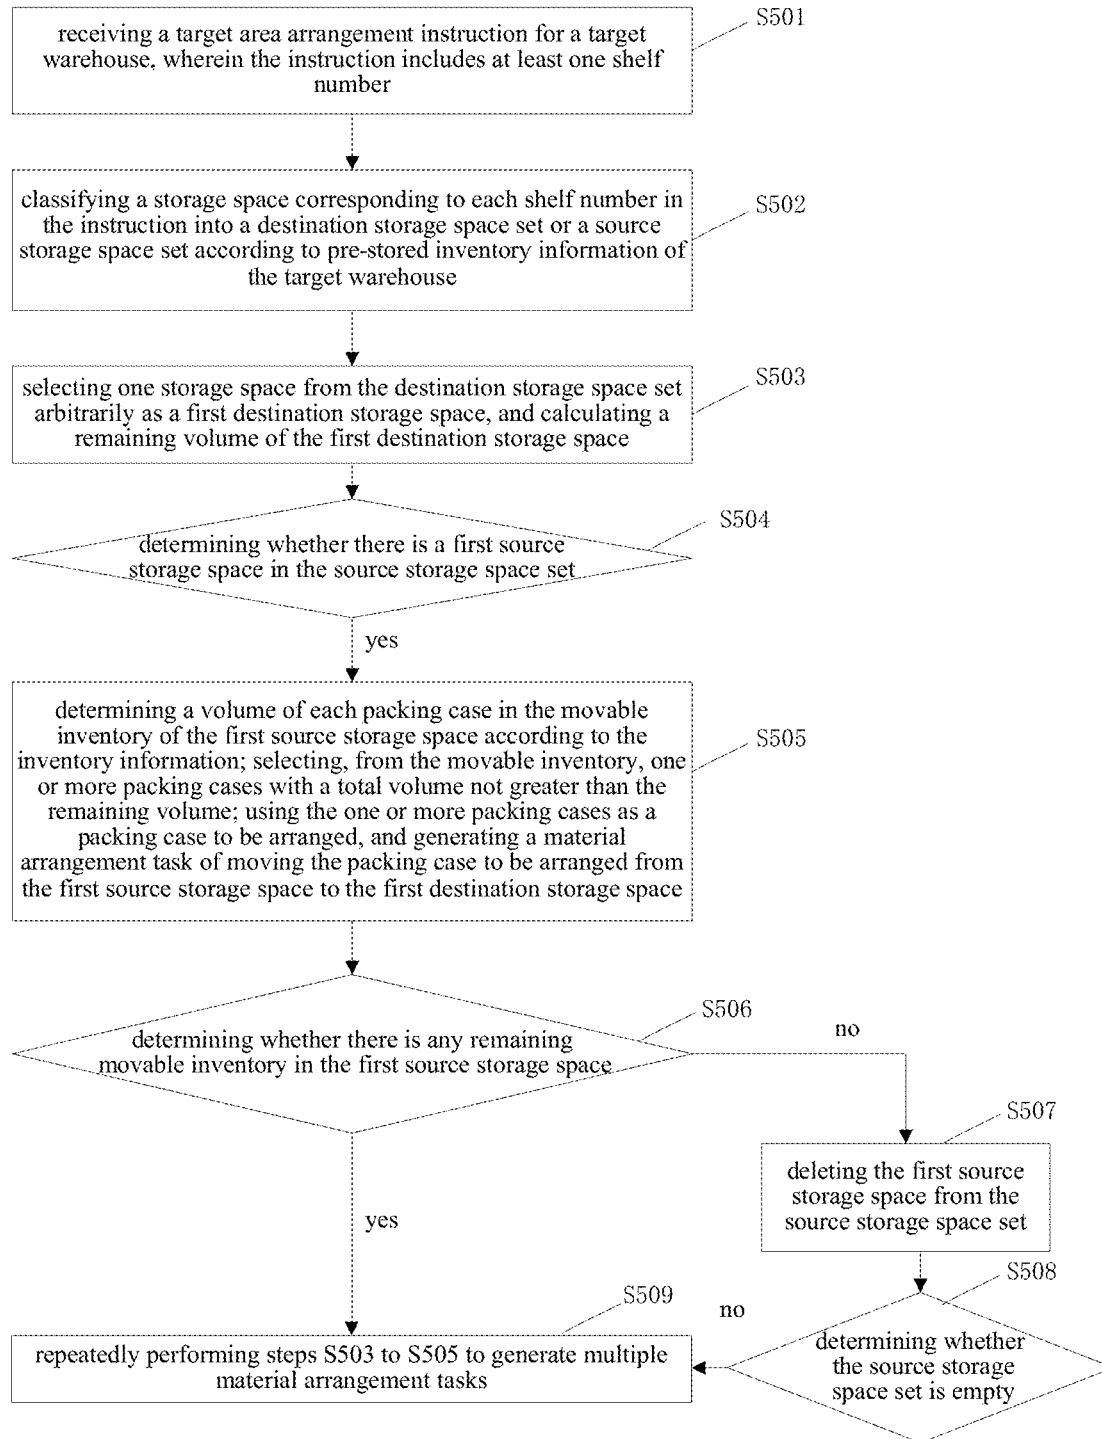 S501
receiving a target area arrangement instruction for a target
warehouse, wherein the instruction includes at least one shelf
number
S502
classifying a storage space corresponding to each shelf number in
the instruction into a destination storage space set or a source
storage space set according to pre-stored inventory information of
the target warehouse
S503
selecting one storage space from the destination storage space set
arbitrarily as a first destination storage space, and calculating a
remaining volume of the first destination storage space
S504
determining whether there is a first source
storage space in the source storage space set
yes
S505
determining a volume of each packing case in the movable
inventory of the first source storage space according to the
inventory information; selecting, from the movable inventory, one
or more packing cases with a total volume not greater than the
remaining volume; using the one or more packing cases as a
packing case to be arranged, and generating a material
arrangement task of moving the packing case to be arranged from
the first source storage space to the first destination storage space
S506
determining whether there is any remaining
movable inventory in the first source storage space
no
S507
deleting the first source
storage space from the
source storage space set
yes
S508
determining whether
the source storage
space set is empty
no
S509
repeatedly performing steps S503 to S505 to generate multiple
material arrangement tasks